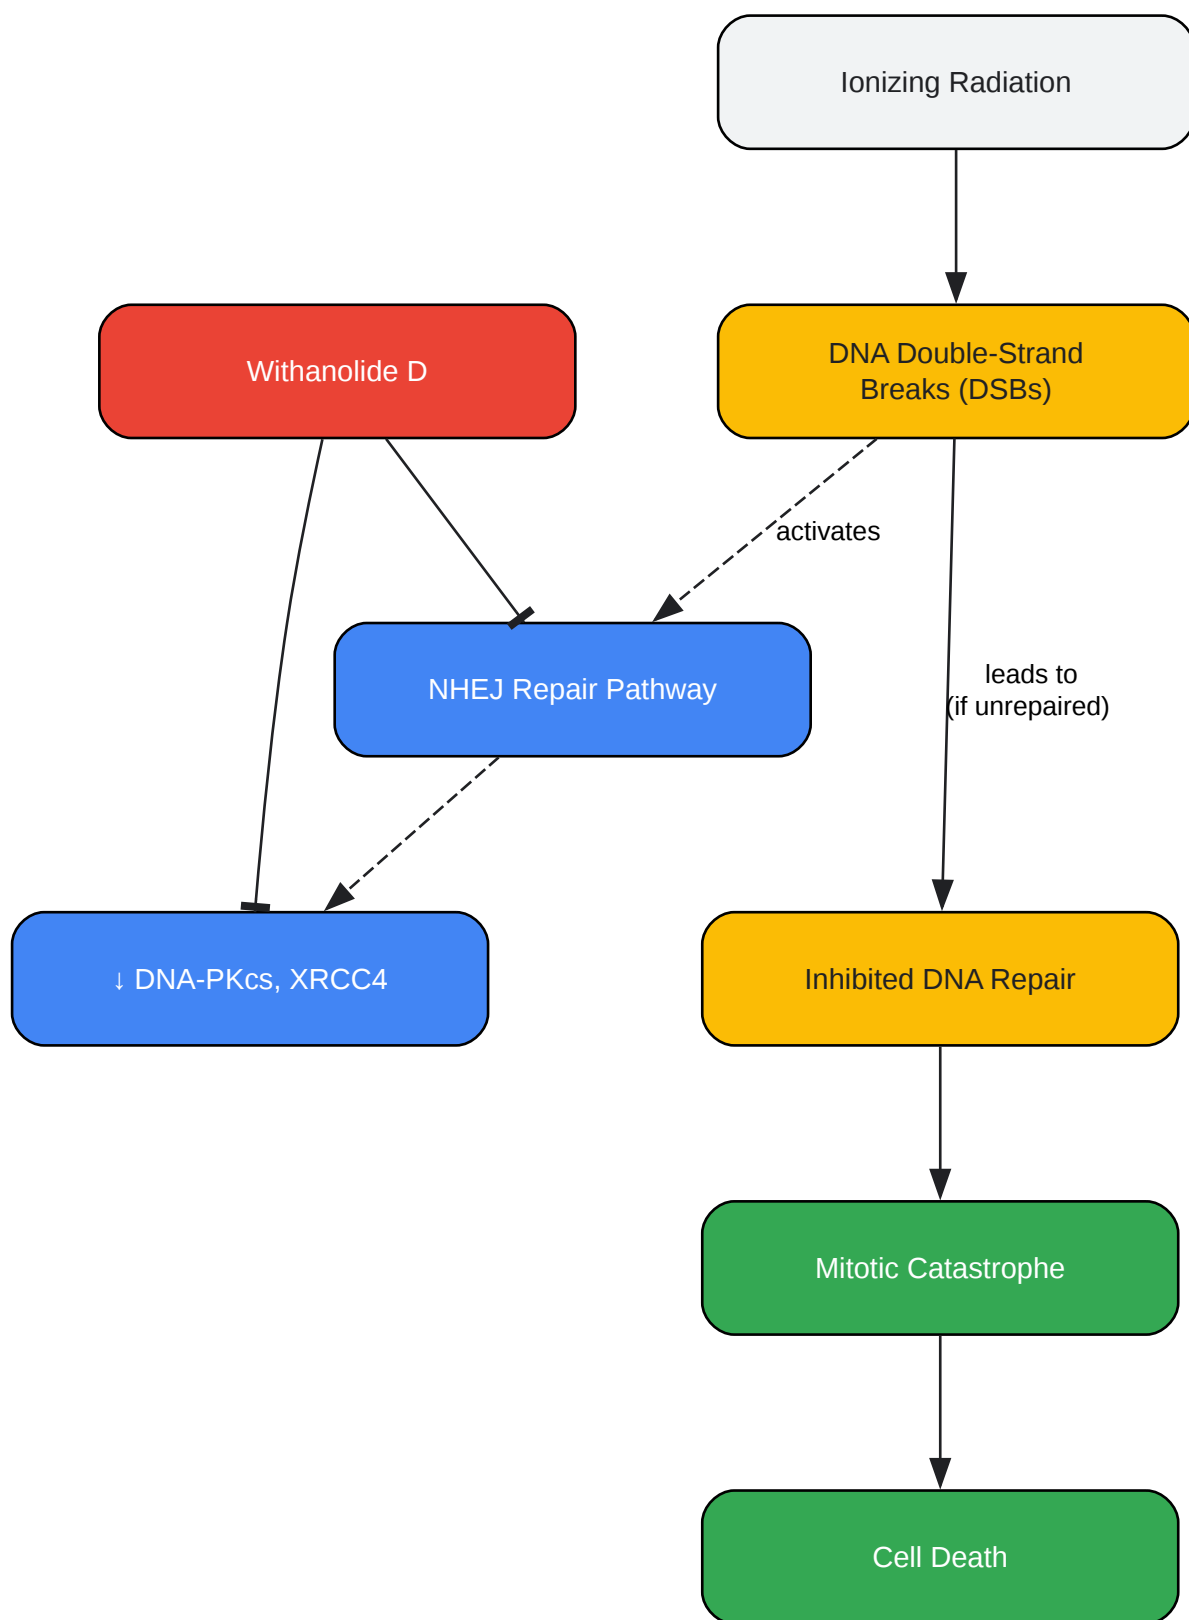 Ionizing Radiation
Withanolide D
DNA Double-Strand
Breaks (DSBs)
activates
NHEJ Repair Pathway
leads to
(if unrepaired)
↓ DNA-PKcs, XRCC4
Inhibited DNA Repair
Mitotic Catastrophe
Cell Death